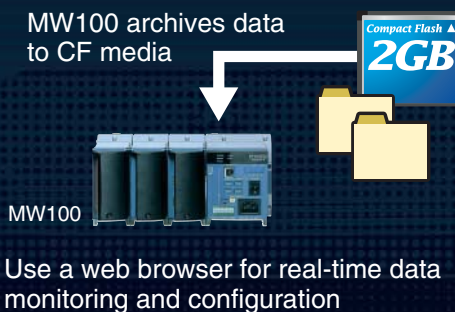 MW100 archives data
to CF media
Compact Flash ▲
2GB
MW100
Use a web browser for real-time data
monitoring and configuration